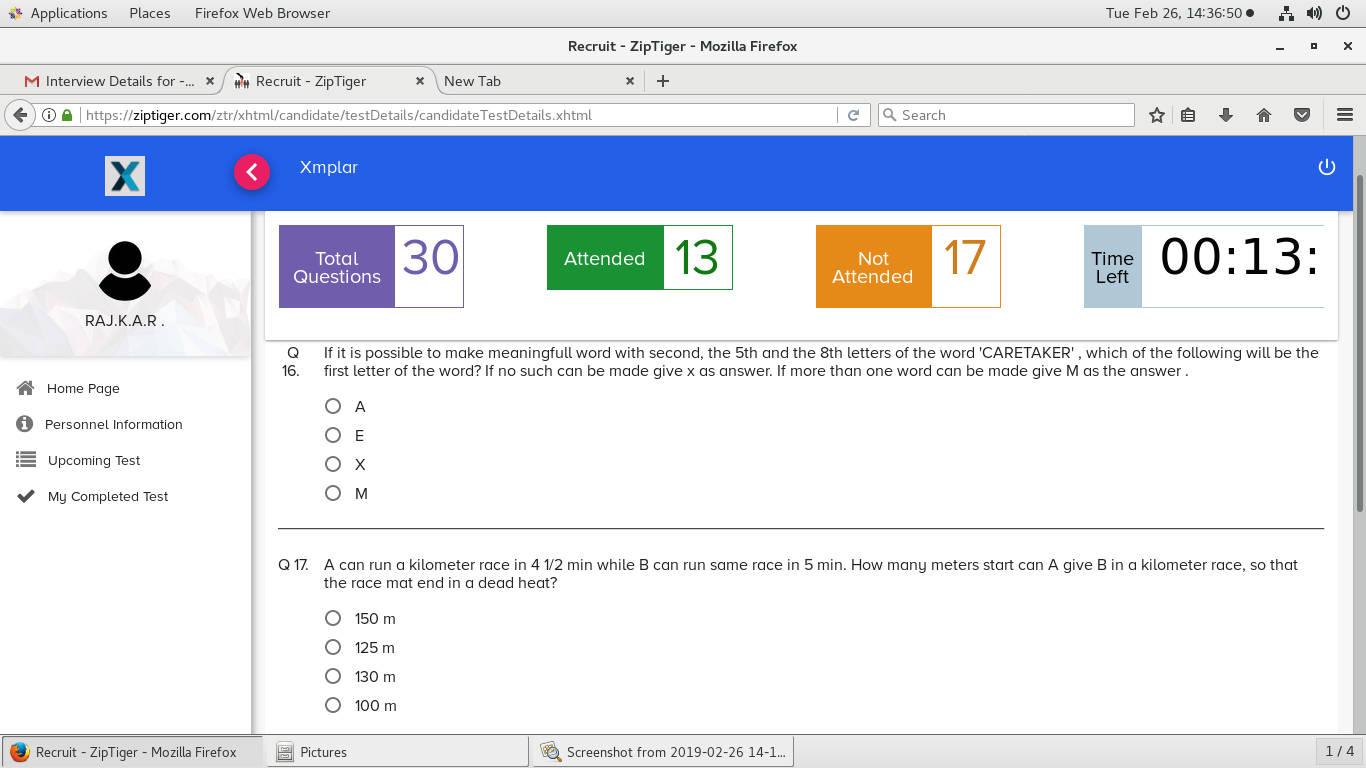 Applications Places Firefox Web Browser Tue Feb 26, 14:36:50
Recruit - ZipTiger - Mozilla Firefox
Interview Details for -... Recruit - ZipTiger New Tab
https://ziptiger.com/ztr/xhtml/candidate/testDetails/candidateTestDetails.xhtml Search
X Xmplar
Total Questions 30 Attended 13 Not Attended 17 Time Left 00:13:
RAJ.K.A.R .
Home Page
Personnel Information
Upcoming Test
My Completed Test
Q 16. If it is possible to make meaningfull word with second, the 5th and the 8th letters of the word 'CARETAKER' , which of the following will be the
first letter of the word? If no such can be made give x as answer. If more than one word can be made give M as the answer .
A
E
X
M
Q 17. A can run a kilometer race in 4 1/2 min while B can run same race in 5 min. How many meters start can A give B in a kilometer race, so that
the race mat end in a dead heat?
150 m
125 m
130 m
100 m
Recruit - ZipTiger - Mozilla Firefox Pictures Screenshot from 2019-02-26 14-1... 1 / 4